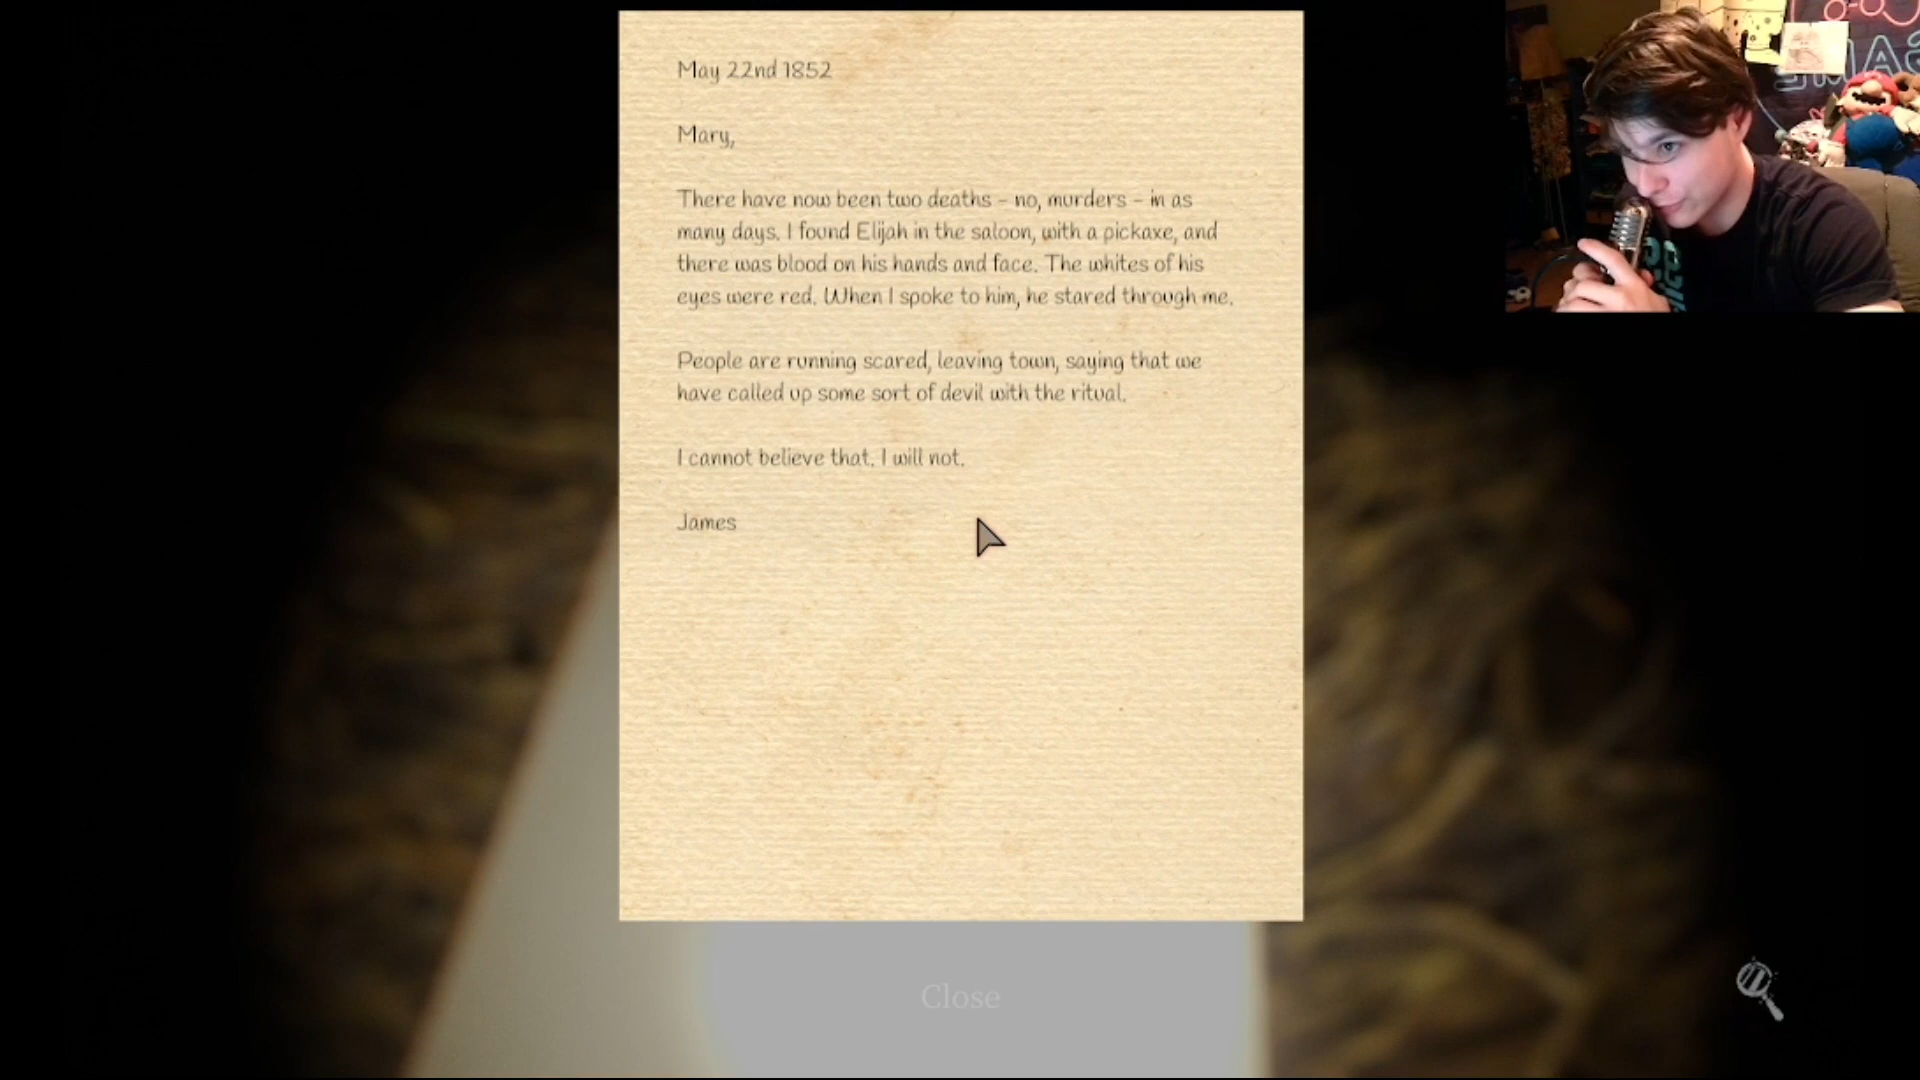 May 22nd 1852
Mary,
There have now been two deaths - no, murders - in as
many days. I found Elijah in the saloon, with a pickaxe, and
there was blood on his hands and face. The whites of his
eyes were red. When I spoke to him, he stared through me.
People are running scared, leaving town, saying that we
have called up some sort of devil with the ritual.
I cannot believe that. I will not.
James
Close